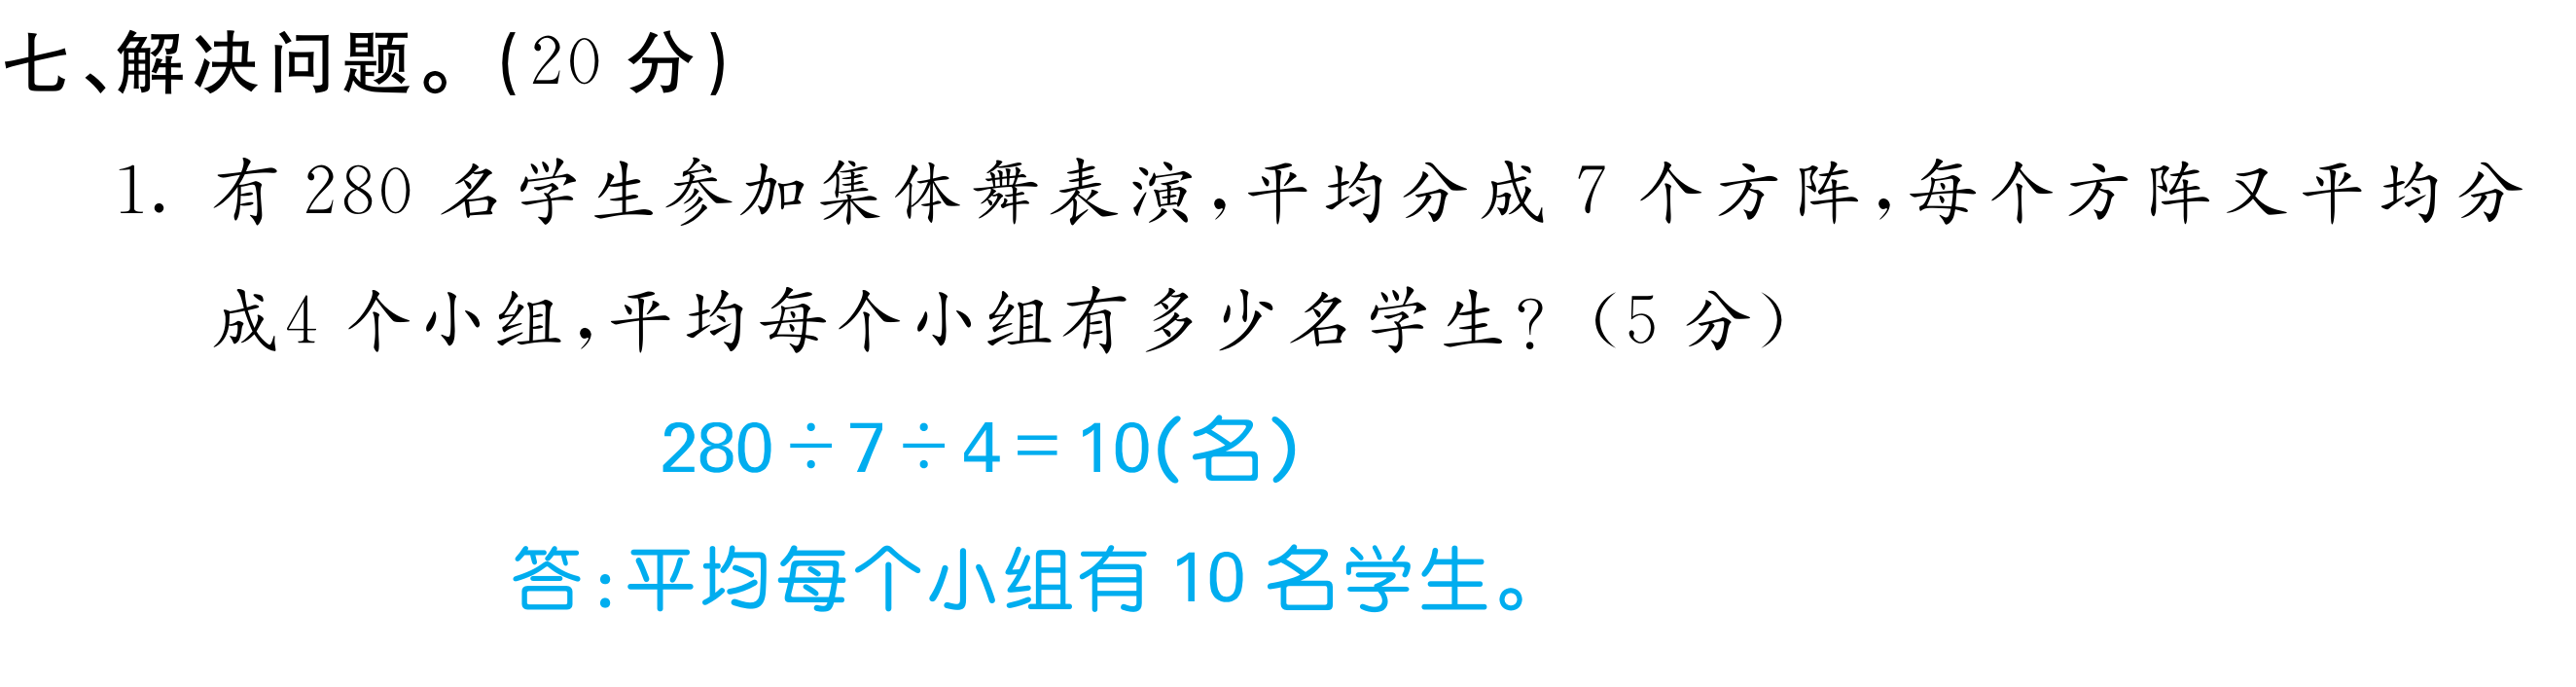 七、解决问题。(20 分)
1. 有 280 名学生参加集体舞表演,平均分成 7 个方阵,每个方阵又平均分
成4 个小组,平均每个小组有多少名学生?(5 分)
280÷7÷4=10(名)
答:平均每个小组有 10 名学生。